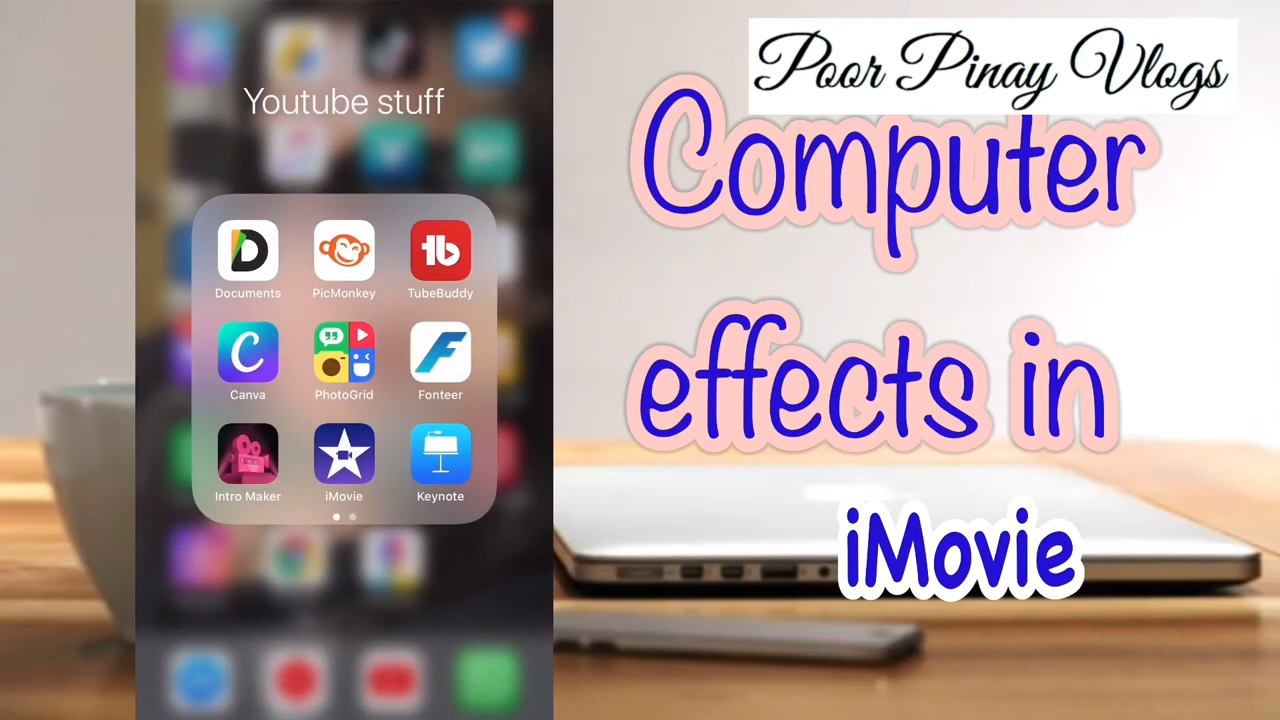 Youtube stuff
Documents
PicMonkey
TubeBuddy
Canva
PhotoGrid
Fonteer
Intro Maker
iMovie
Keynote
Poor Pinay Vlogs
Computer
effects in
iMovie